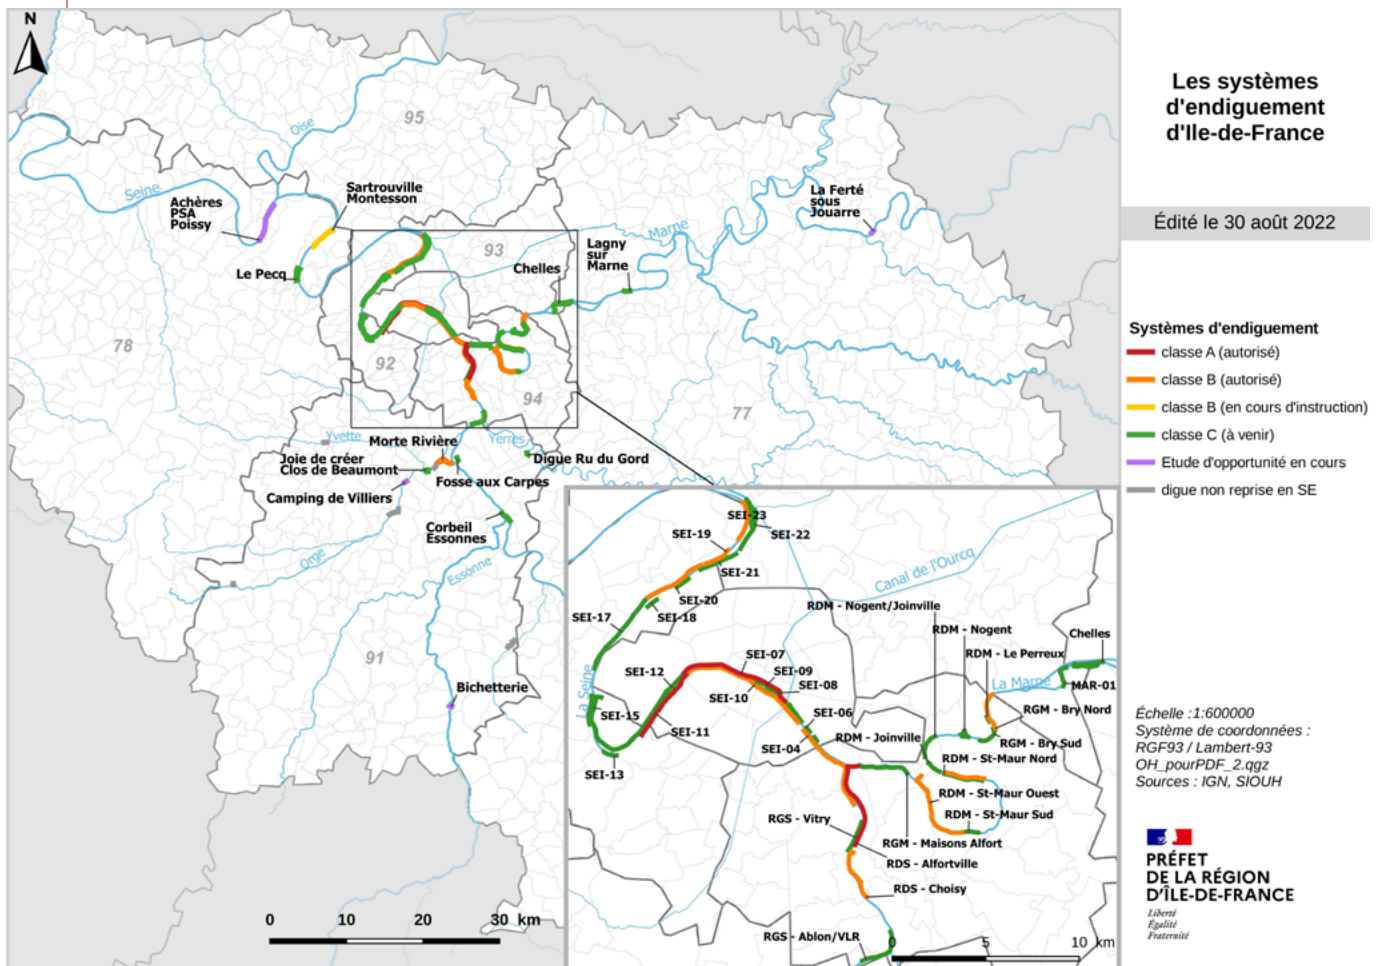 N
95
Oise
Seine
Achères
PSA
Poissy
Sartrouville
Montesson
Le Pecq
93
Chelles
Lagny
sur
Marne
Marne
La Ferté
sous
Jouarre
78
92
94
77
Yvette
Yerres
Morte Rivière
Joie de créer
Clos de Beaumont
Digue Ru du Gord
Fosse aux Carpes
Camping de Villiers
Corbeil
Essonnes
Orge
Essonne
91
Bichetterie
0 10 20 30 km
SEI-23
SEI-22
SEI-19
SEI-21
SEI-20
SEI-18
SEI-17
Canal de l'Ourcq
RDM - Nogent/Joinville
RDM - Nogent
RDM - Le Perreux
Chelles
La Marne
MAR-01
RGM - Bry Nord
RGM - Bry Sud
SEI-07
SEI-12
SEI-09
SEI-10
SEI-08
La Seine
SEI-15
SEI-11
SEI-06
SEI-04
SEI-13
RDM - Joinville
RDM - St-Maur Nord
RDM - St-Maur Ouest
RDM - St-Maur Sud
RGS - Vitry
RGM - Maisons Alfort
RDS - Alfortville
RDS - Choisy
RGS - Ablon/VLR
0 5 10 km
Les systèmes
d'endiguement
d'Ile-de-France
Édité le 30 août 2022
Systèmes d'endiguement
classe A (autorisé)
classe B (autorisé)
classe B (en cours d'instruction)
classe C (à venir)
Etude d'opportunité en cours
digue non reprise en SE
Échelle :1:600000
Système de coordonnées :
RGF93 / Lambert-93
OH_pourPDF_2.qgz
Sources : IGN, SIOUH
PRÉFET
DE LA RÉGION
D'ÎLE-DE-FRANCE
Liberté
Égalité
Fraternité